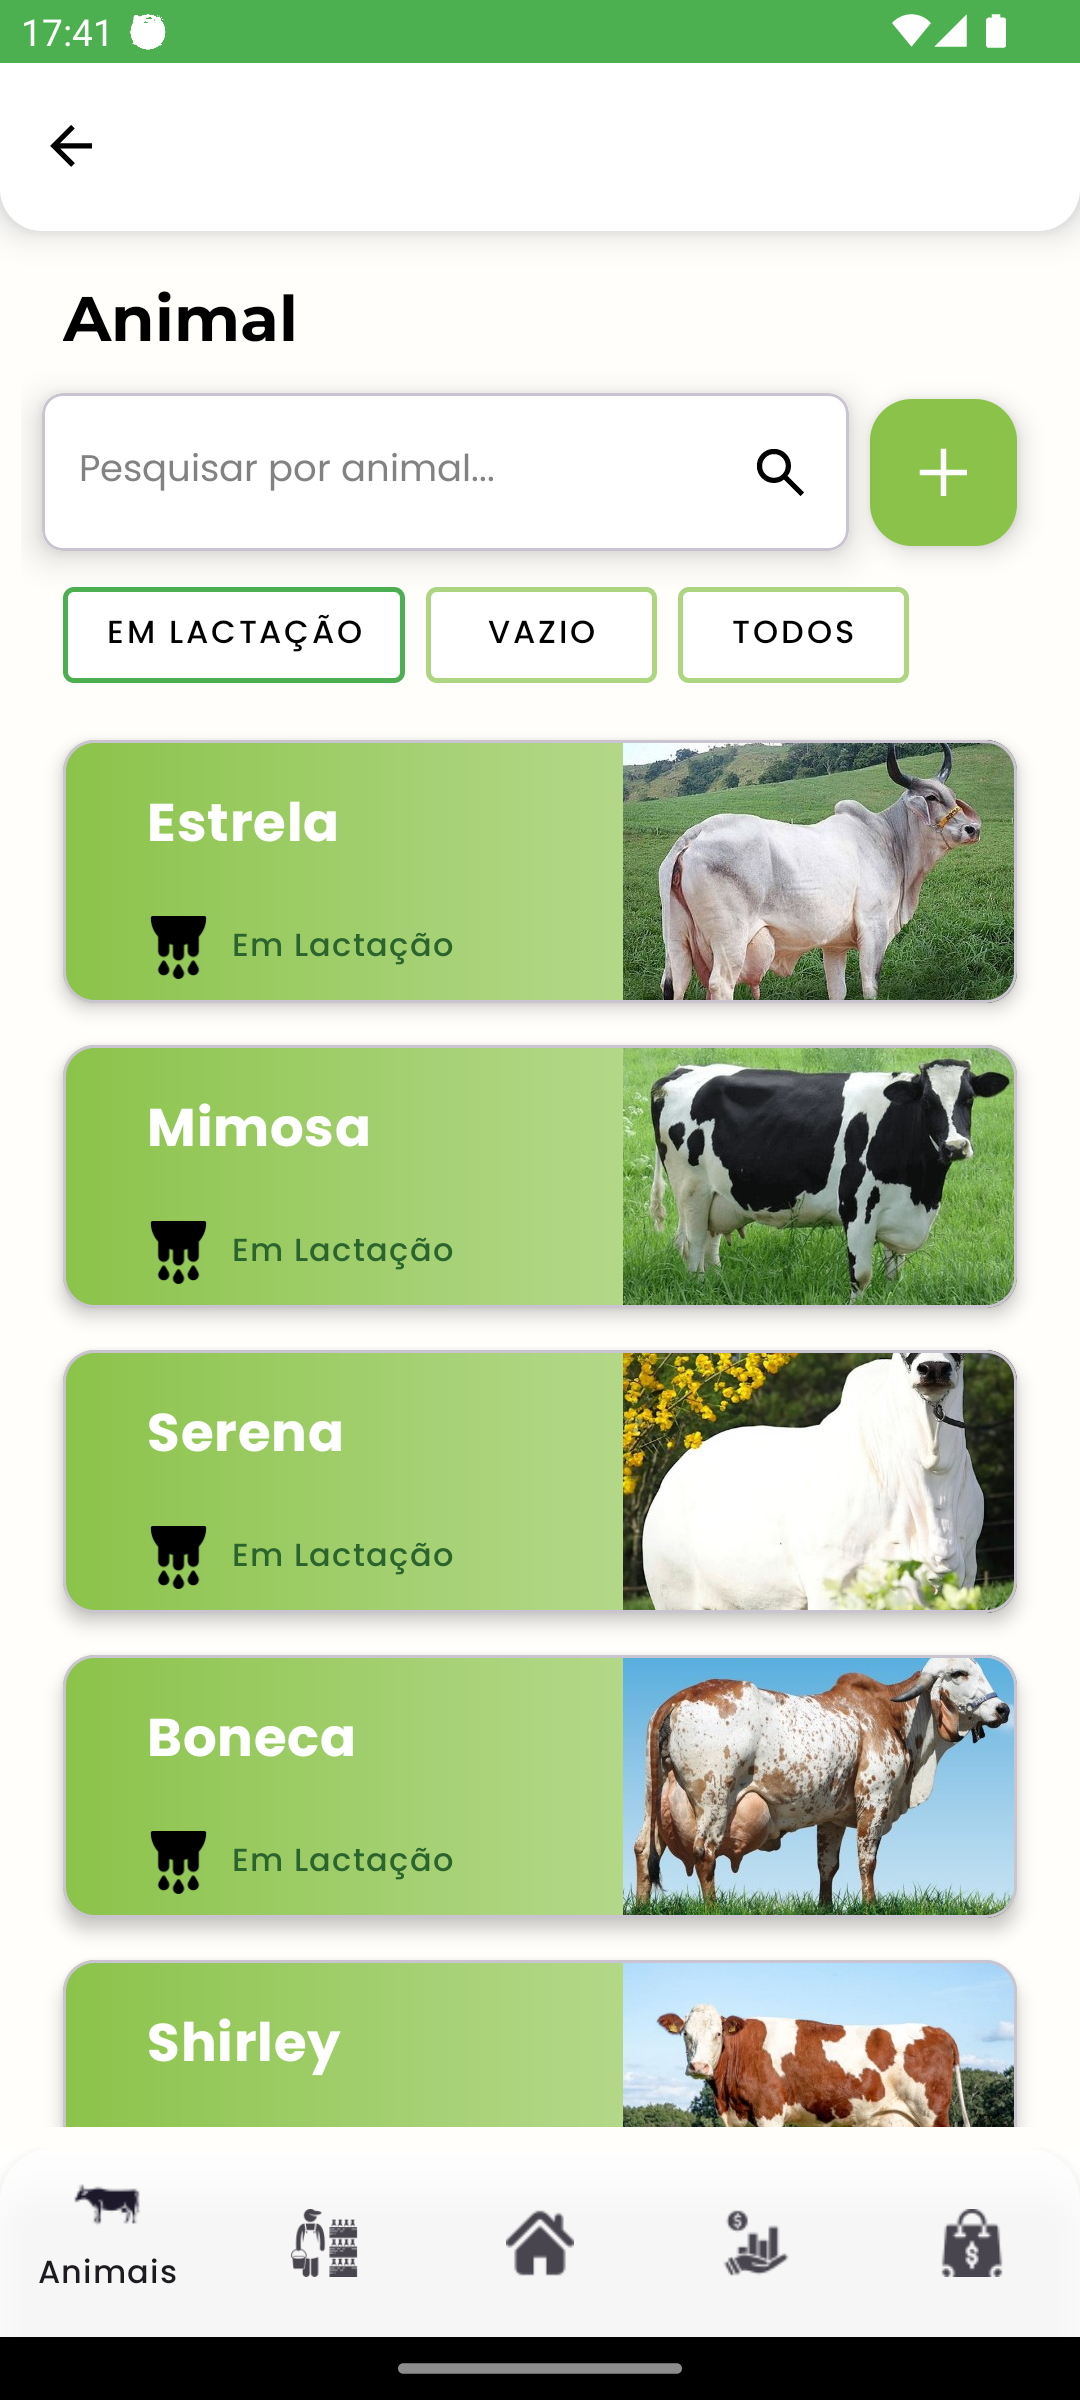 17:41
Animal
Pesquisar por animal...
EM LACTAÇÃO VAZIO TODOS
Estrela
Em Lactação
Mimosa
Em Lactação
Serena
Em Lactação
Boneca
Em Lactação
Shirley
Animais